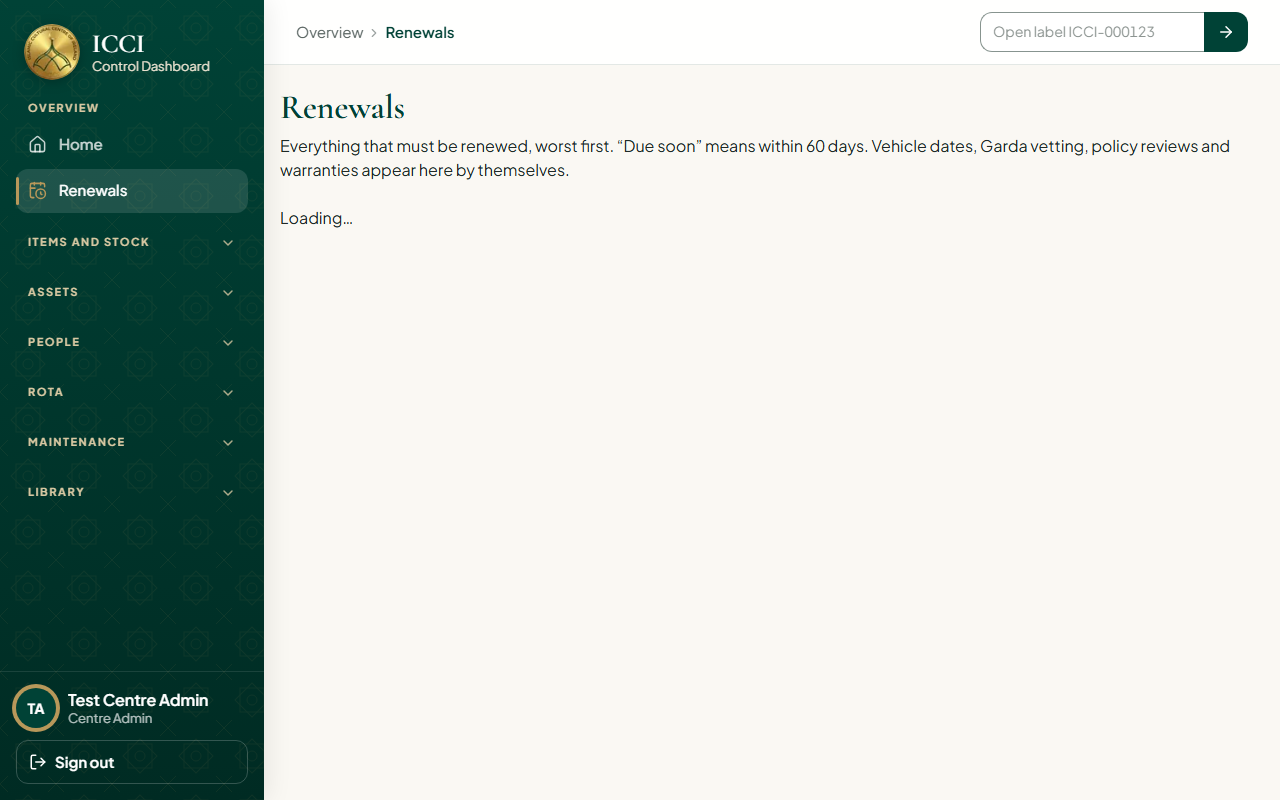 ICCI
Control Dashboard
OVERVIEW
Home
Renewals
ITEMS AND STOCK
ASSETS
PEOPLE
ROTA
MAINTENANCE
LIBRARY
TA
Test Centre Admin
Centre Admin
Sign out
Overview › Renewals
Open label ICCI-000123
Renewals
Everything that must be renewed, worst first. “Due soon” means within 60 days. Vehicle dates, Garda vetting, policy reviews and
warranties appear here by themselves.
Loading…